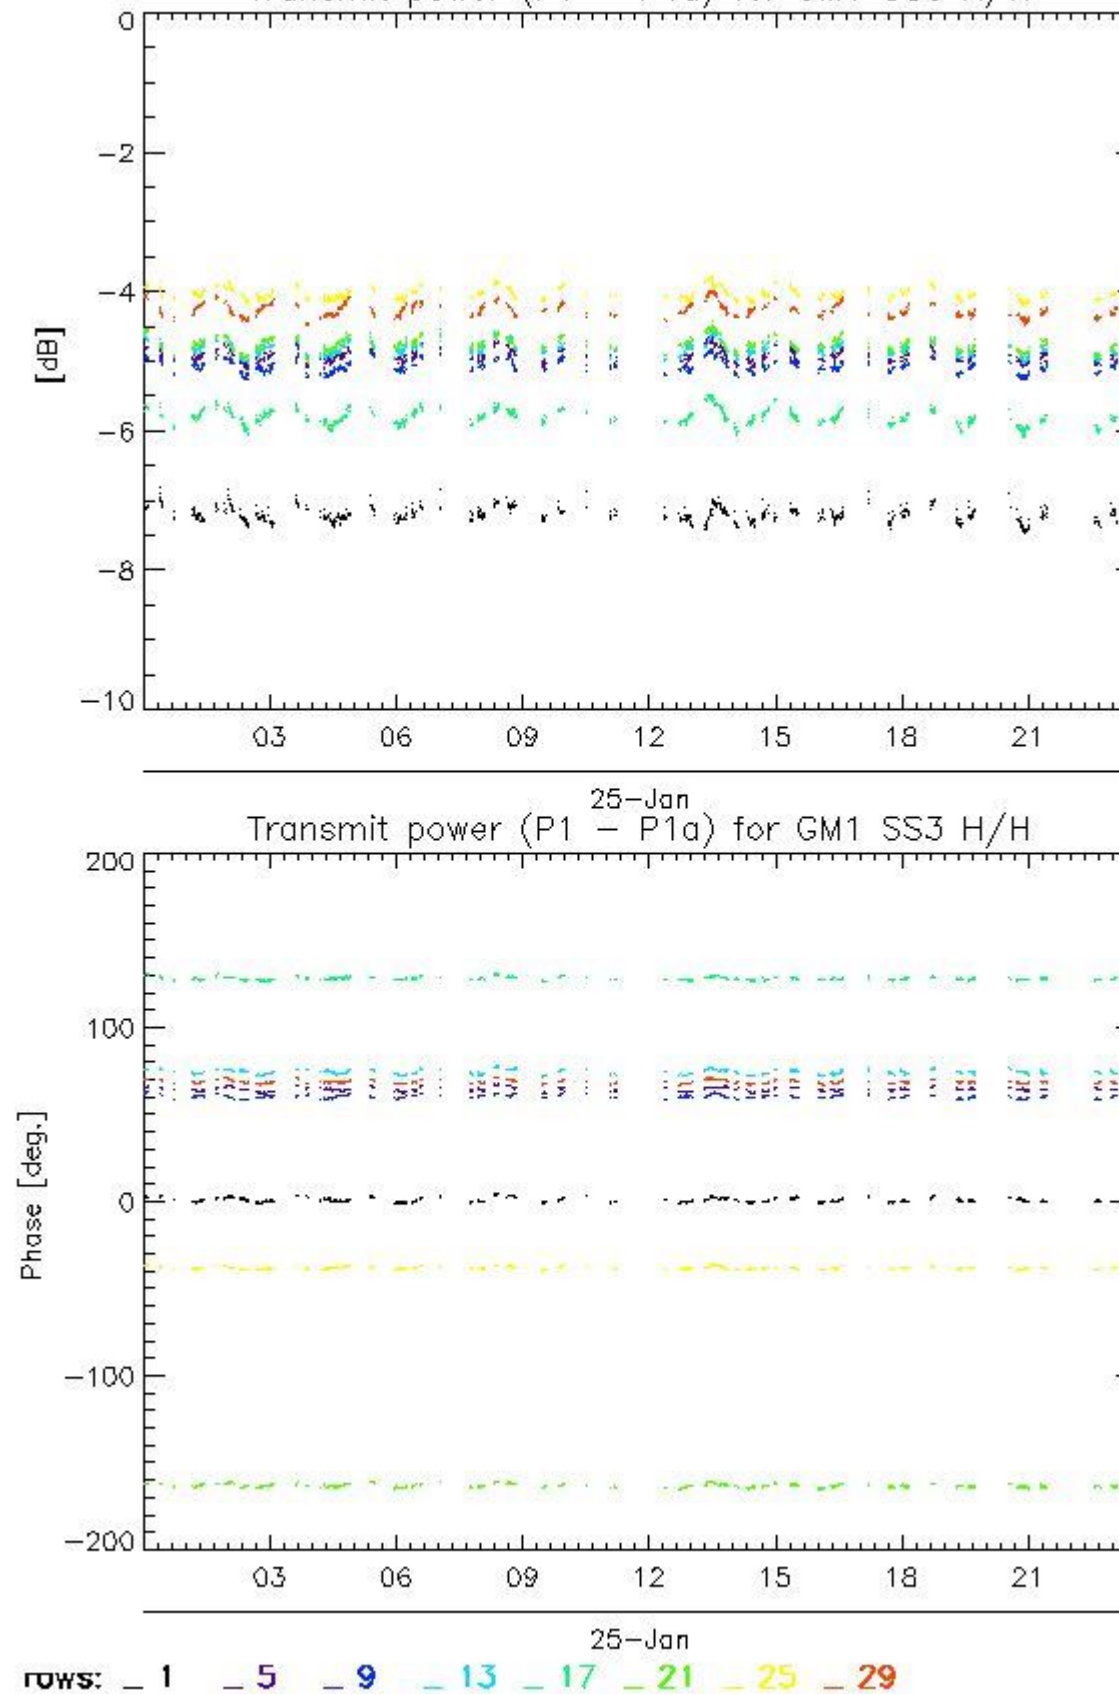 0
-2
-4
[dB]
-6
-8
-10
03 06 09 12 15 18 21
25-Jan
Transmit power (P1 - P1a) for GM1 SS3 H/H
200
100
0
Phase [deg.]
-100
-200
03 06 09 12 15 18 21
25-Jan
rows: _ 1 _ 5 _ 9 _ 13 _ 17 _ 21 _ 25 _ 29